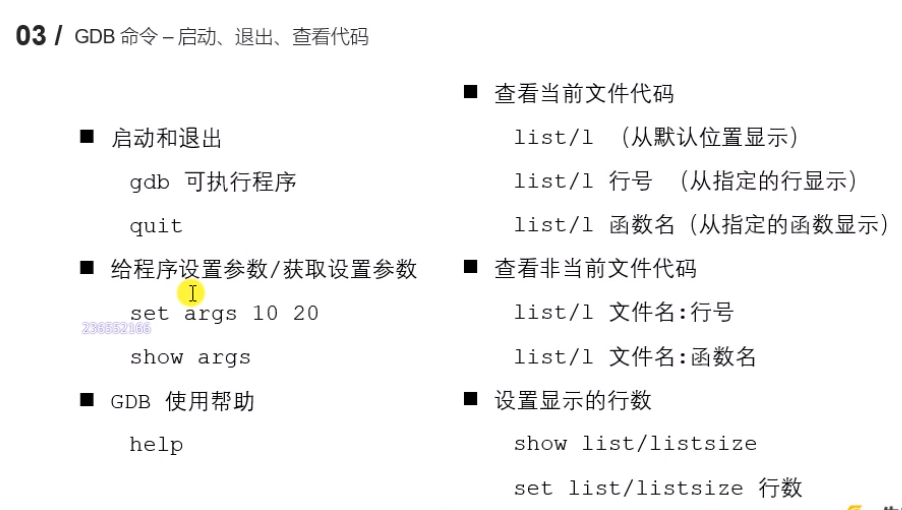 03 / GDB 命令 – 启动、退出、查看代码
■ 启动和退出
gdb 可执行程序
quit
■ 给程序设置参数/获取设置参数
set args 10 20
236552166
show args
■ GDB 使用帮助
help
■ 查看当前文件代码
list/l （从默认位置显示）
list/l 行号 （从指定的行显示）
list/l 函数名（从指定的函数显示）
■ 查看非当前文件代码
list/l 文件名:行号
list/l 文件名:函数名
■ 设置显示的行数
show list/listsize
set list/listsize 行数